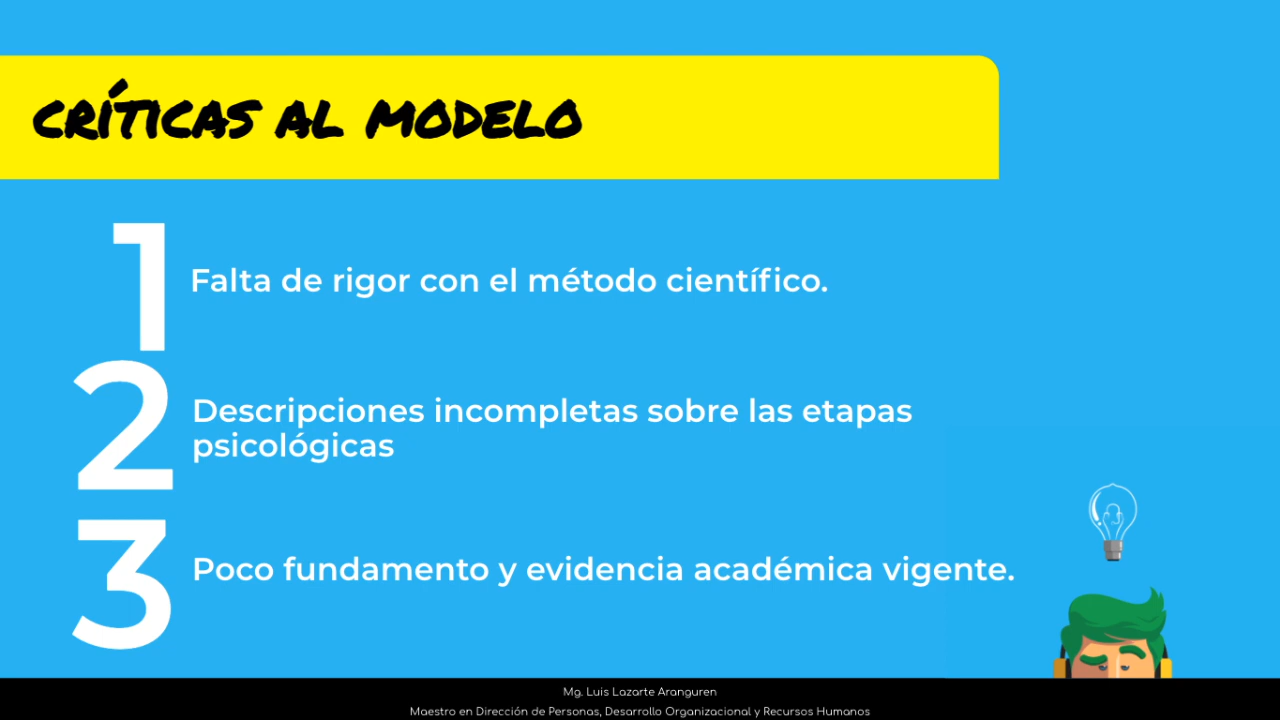 CRÍTICAS AL MODELO
1
Falta de rigor con el método científico.
2
Descripciones incompletas sobre las etapas
psicológicas
3
Poco fundamento y evidencia académica vigente.
Mg. Luis Lazarte Aranguren
Maestro en Dirección de Personas, Desarrollo Organizacional y Recursos Humanos